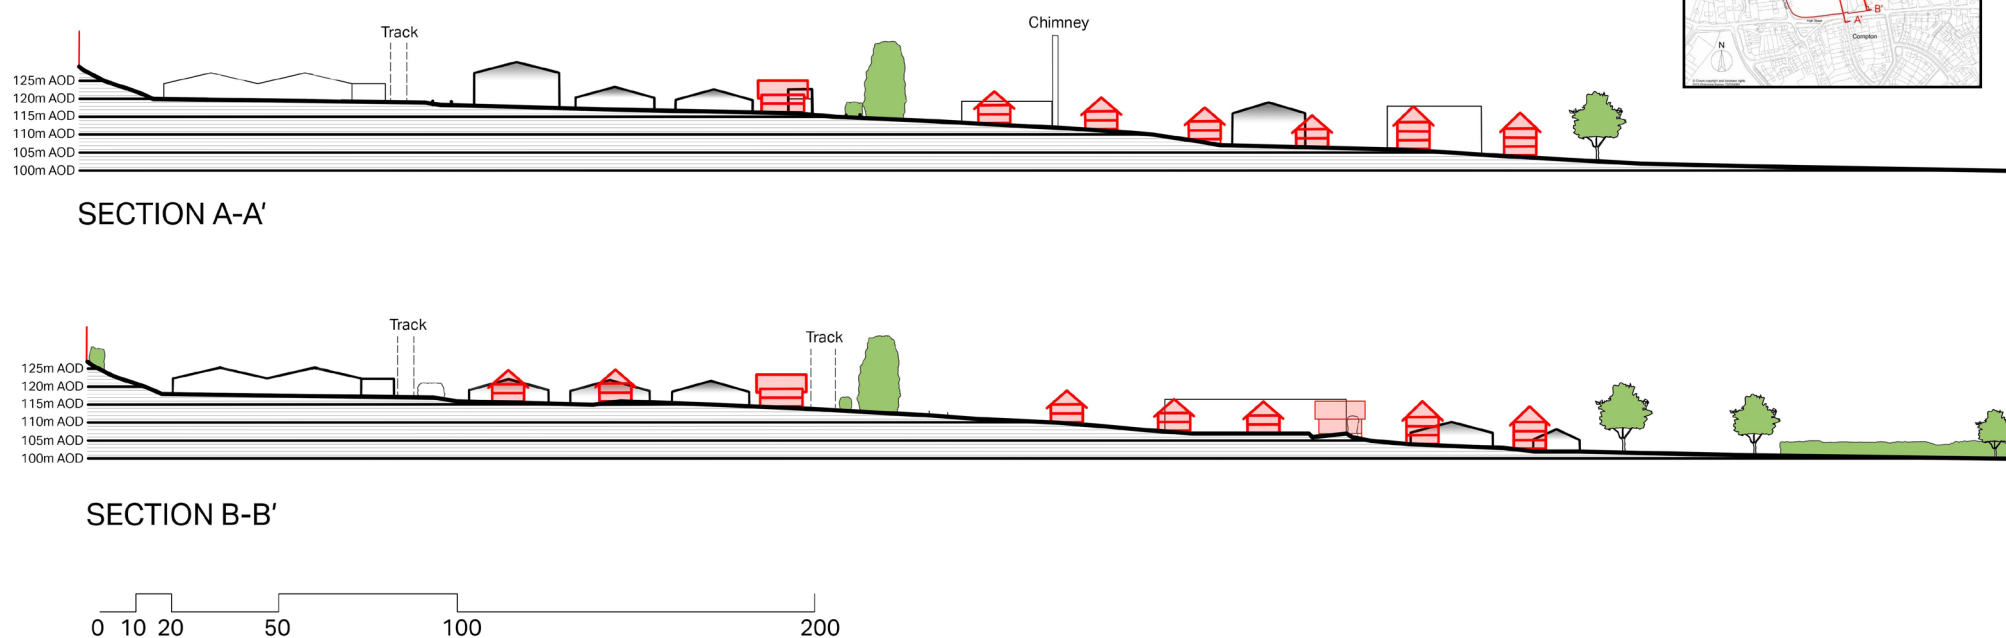 Track
Chimney
125m AOD
120m AOD
115m AOD
110m AOD
105m AOD
100m AOD
SECTION A-A'
B'
A'
Compton
N
Track
Track
125m AOD
120m AOD
115m AOD
110m AOD
105m AOD
100m AOD
SECTION B-B'
0 10 20 50 100 200